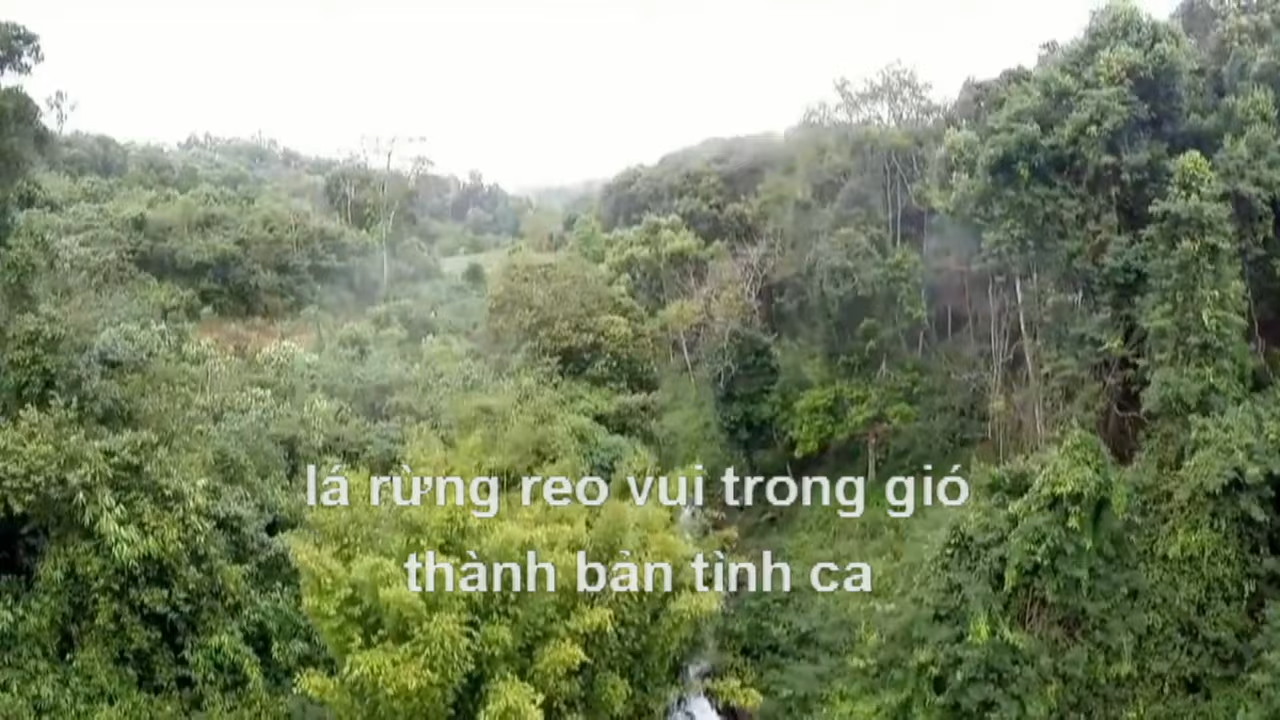 lá rừng reo vui trong gió
thành bản tình ca